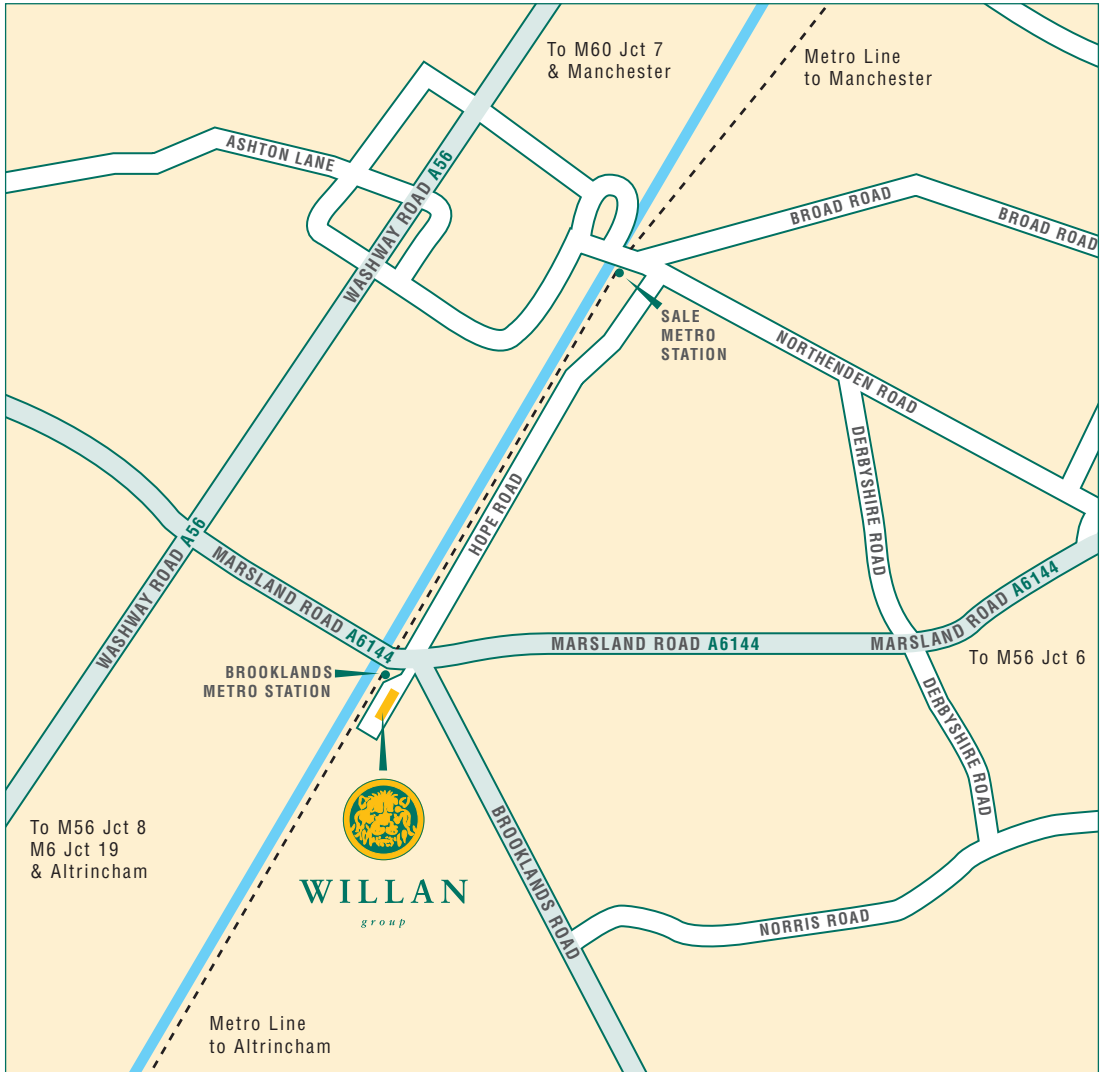 To M60 Jct 7
& Manchester
Metro Line
to Manchester
ASHTON LANE
WASHWAY ROAD A56
BROAD ROAD
BROAD ROAD
SALE
METRO
STATION
NORTHENDEN ROAD
DERBYSHIRE ROAD
HOPE ROAD
WASHWAY ROAD A56
MARSLAND ROAD A6144
MARSLAND ROAD A6144
MARSLAND ROAD A6144
To M56 Jct 6
BROOKLANDS
METRO STATION
DERBYSHIRE ROAD
To M56 Jct 8
M6 Jct 19
& Altrincham
WILLAN
group
BROOKLANDS ROAD
NORRIS ROAD
Metro Line
to Altrincham